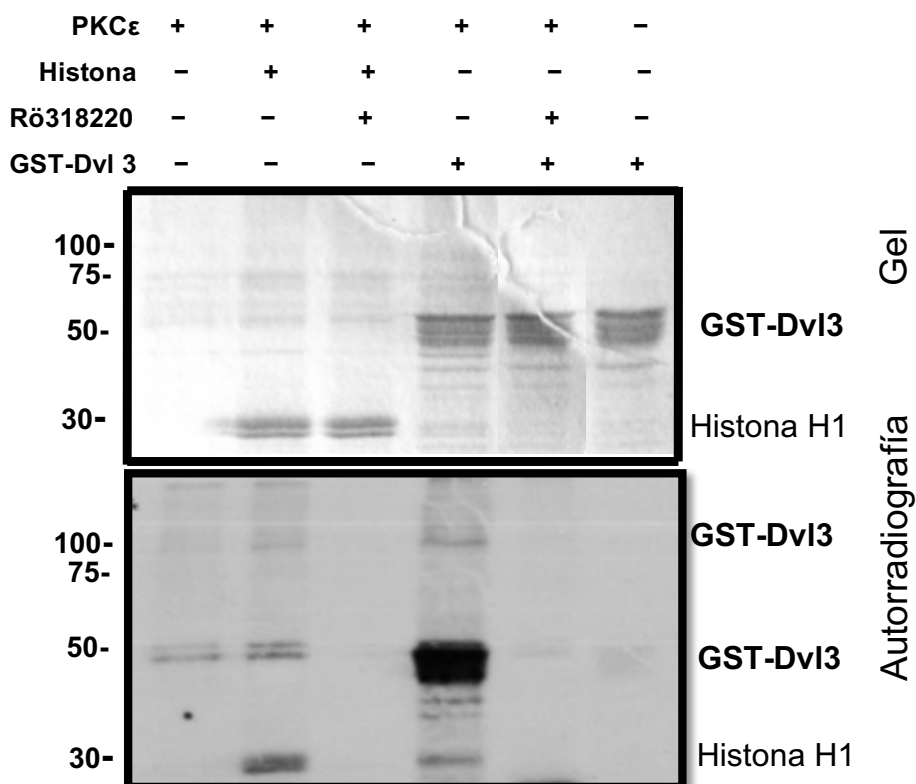 PKCε + + + + + −
Histona − + + − − −
Rö318220 − − + − + −
GST-Dvl 3 − − − + + +
100-
75-
50-
30-
GST-Dvl3
Histona H1
Gel
100-
75-
50-
30-
GST-Dvl3
GST-Dvl3
Histona H1
Autorradiografía